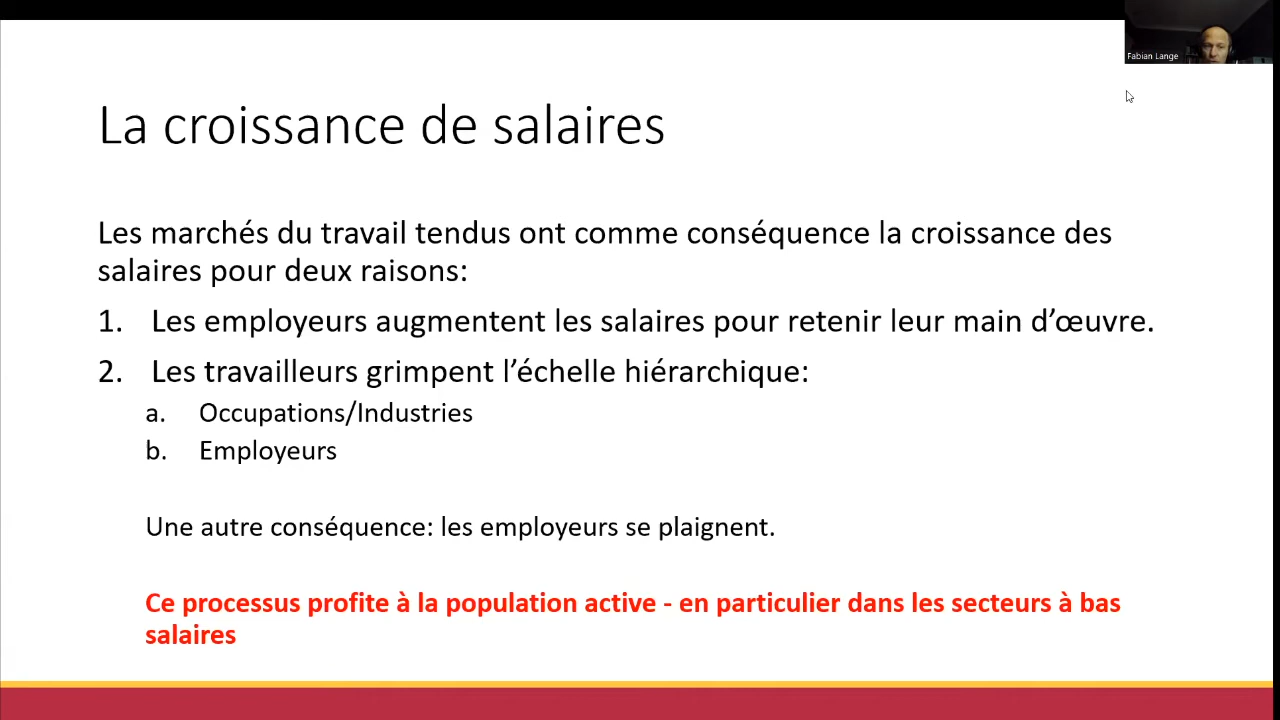 Fabian Lange
La croissance de salaires
Les marchés du travail tendus ont comme conséquence la croissance des
salaires pour deux raisons:
1. Les employeurs augmentent les salaires pour retenir leur main d’œuvre.
2. Les travailleurs grimpent l’échelle hiérarchique:
a. Occupations/Industries
b. Employeurs
Une autre conséquence: les employeurs se plaignent.
Ce processus profite à la population active - en particulier dans les secteurs à bas
salaires